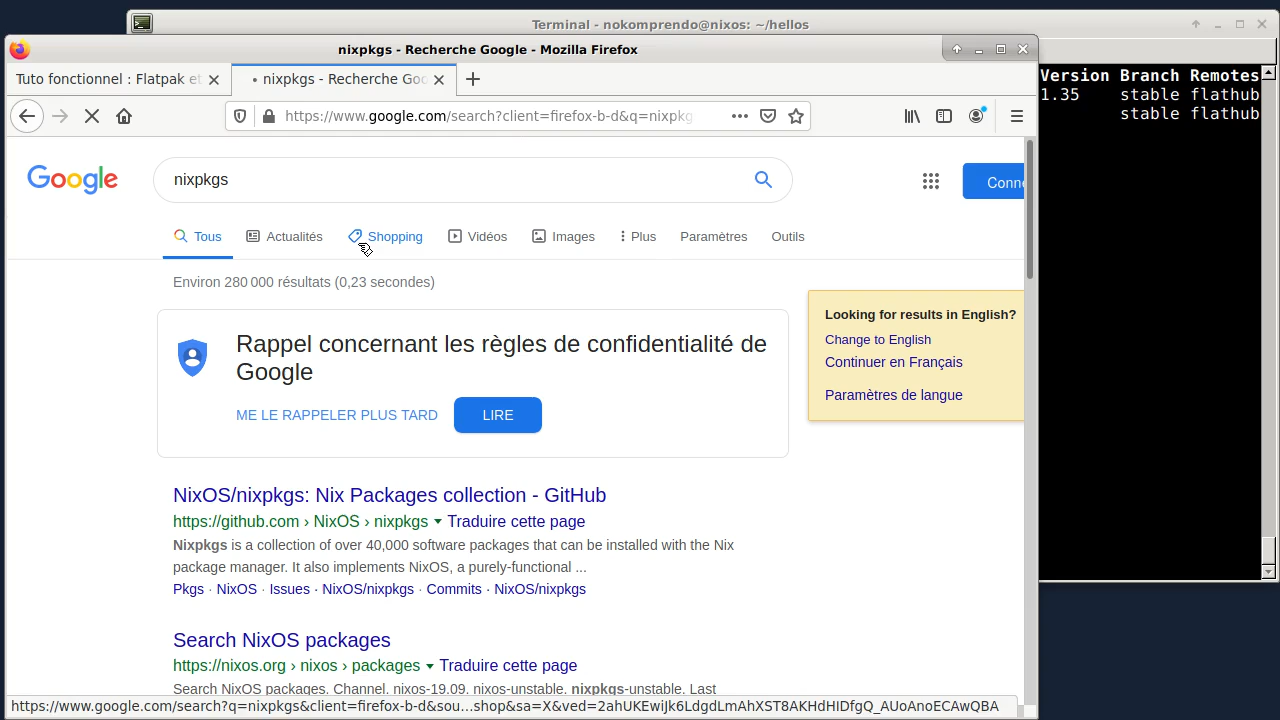 Terminal - nokomprendo@nixos: ~/hellos
nixpkgs - Recherche Google - Mozilla Firefox
Tuto fonctionnel : Flatpak et
nixpkgs - Recherche Goo
Version Branch Remotes
1.35 stable flathub
stable flathub
https://www.google.com/search?client=firefox-b-d&q=nixpkg
Google
nixpkgs
Conne
Tous
Actualités
Shopping
Vidéos
Images
Plus
Paramètres
Outils
Environ 280 000 résultats (0,23 secondes)
Rappel concernant les règles de confidentialité de
Google
ME LE RAPPELER PLUS TARD
LIRE
Looking for results in English?
Change to English
Continuer en Français
Paramètres de langue
NixOS/nixpkgs: Nix Packages collection - GitHub
https://github.com › NixOS › nixpkgs Traduire cette page
Nixpkgs is a collection of over 40,000 software packages that can be installed with the Nix
package manager. It also implements NixOS, a purely-functional ...
Pkgs · NixOS · Issues · NixOS/nixpkgs · Commits · NixOS/nixpkgs
Search NixOS packages
https://nixos.org › nixos › packages Traduire cette page
Search NixOS packages. Channel. nixos-19.09. nixos-unstable. nixpkgs-unstable. Last
https://www.google.com/search?q=nixpkgs&client=firefox-b-d&sou...shop&sa=X&ved=2ahUKEwiJk6LdgdLmAhXST8AKHdHIDfgQ_AUoAnoECAwQBA